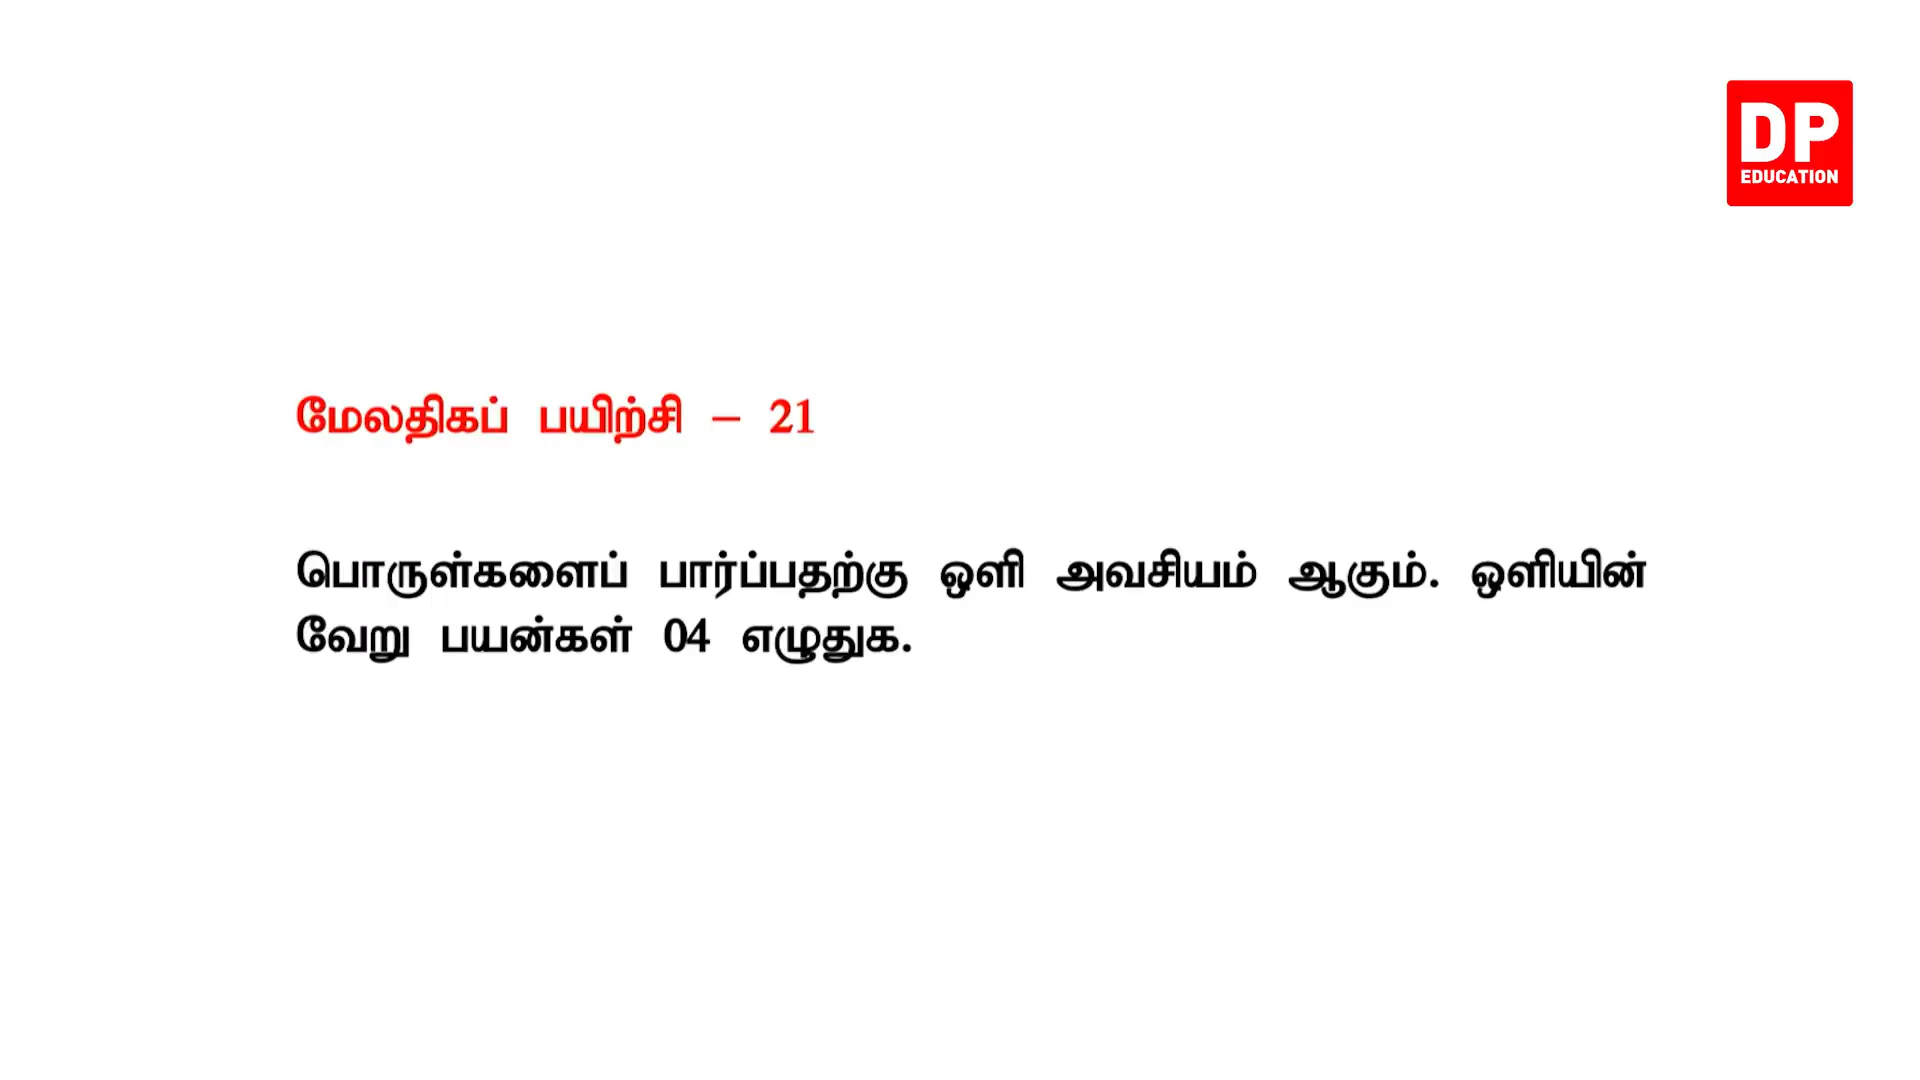 DP
EDUCATION
மேலதிகப் பயிற்சி – 21
பொருள்களைப் பார்ப்பதற்கு ஒளி அவசியம் ஆகும். ஒளியின்
வேறு பயன்கள் 04 எழுதுக.